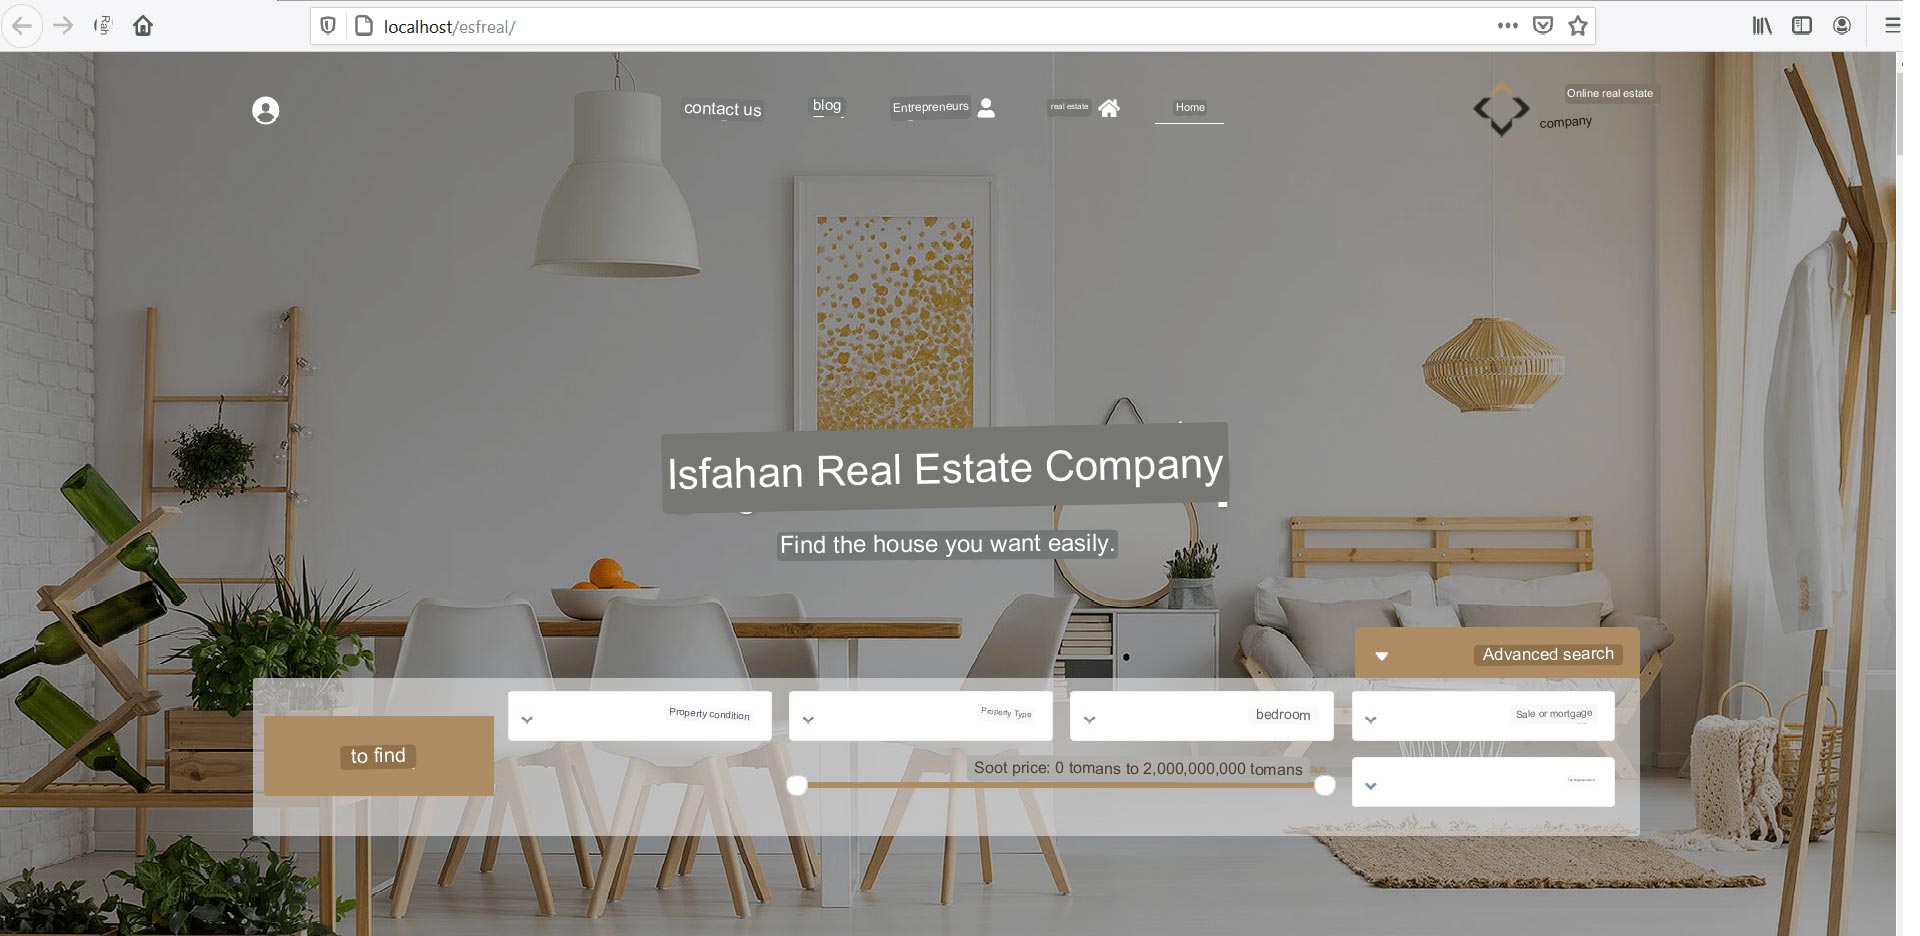 localhost/esfreal/
contact us
blog
Entrepreneurs
real estate
Home
Online real estate
company
Isfahan Real Estate Company
Find the house you want easily.
Advanced search
Property condition
Property Type
bedroom
Sale or mortgage
to find
Soot price: 0 tomans to 2,000,000,000 tomans